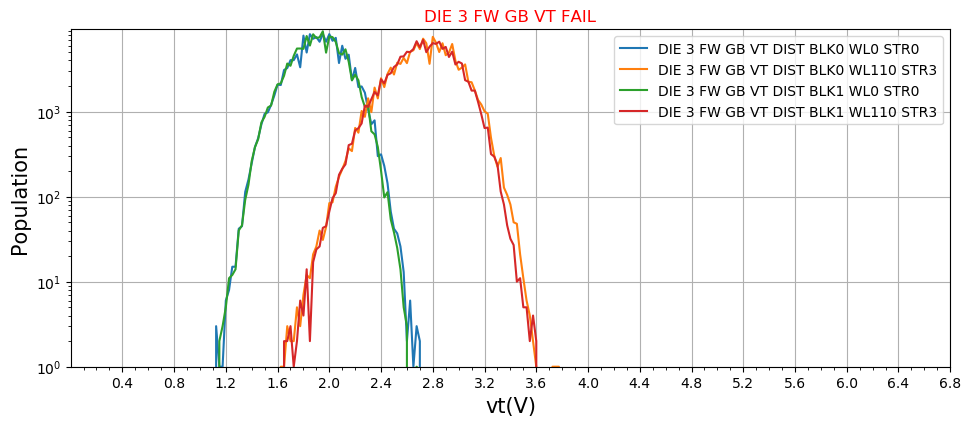 DIE 3 FW GB VT FAIL
DIE 3 FW GB VT DIST BLK0 WL0 STR0
DIE 3 FW GB VT DIST BLK0 WL110 STR3
DIE 3 FW GB VT DIST BLK1 WL0 STR0
DIE 3 FW GB VT DIST BLK1 WL110 STR3
Population
10³
10²
10¹
10⁰
0.4 0.8 1.2 1.6 2.0 2.4 2.8 3.2 3.6 4.0 4.4 4.8 5.2 5.6 6.0 6.4 6.8
vt(V)